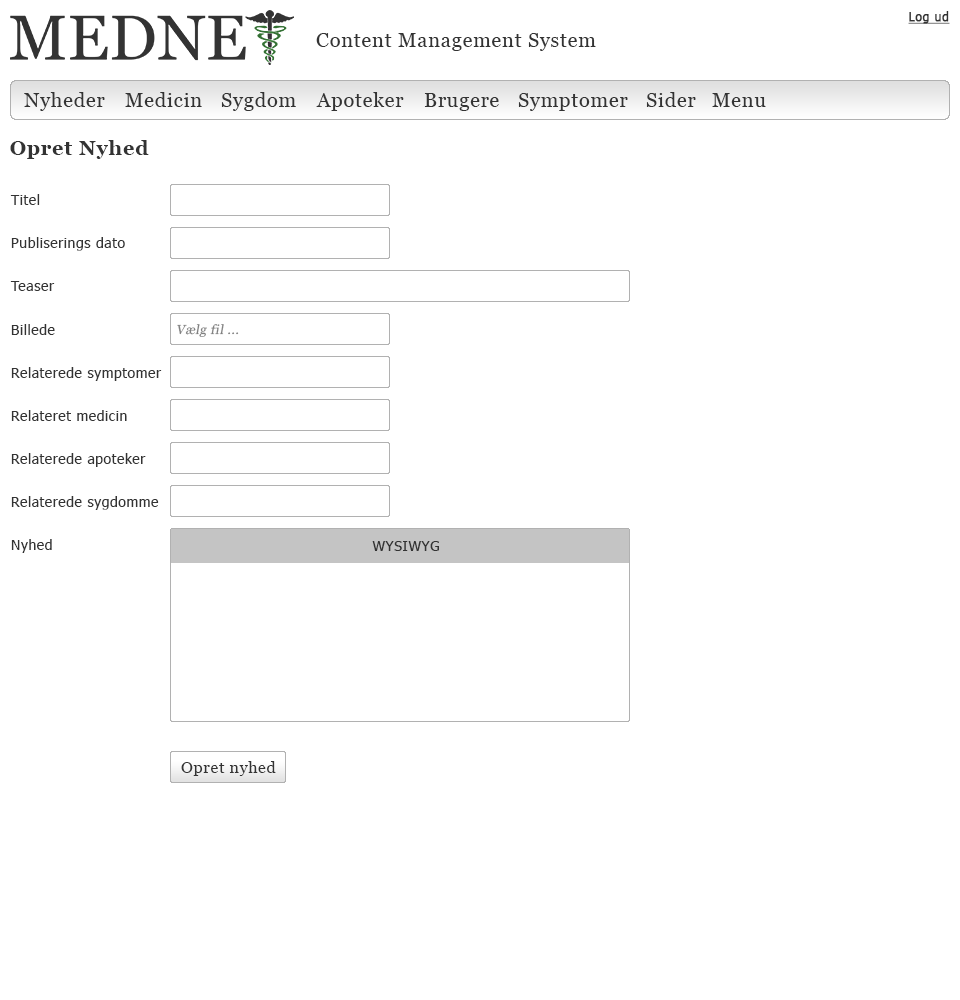 MEDNE
Content Management System
Log ud
Nyheder Medicin Sygdom Apoteker Brugere Symptomer Sider Menu
Opret Nyhed
Titel
Publiserings dato
Teaser
Billede
Vælg fil ...
Relaterede symptomer
Relateret medicin
Relaterede apoteker
Relaterede sygdomme
Nyhed
WYSIWYG
Opret nyhed